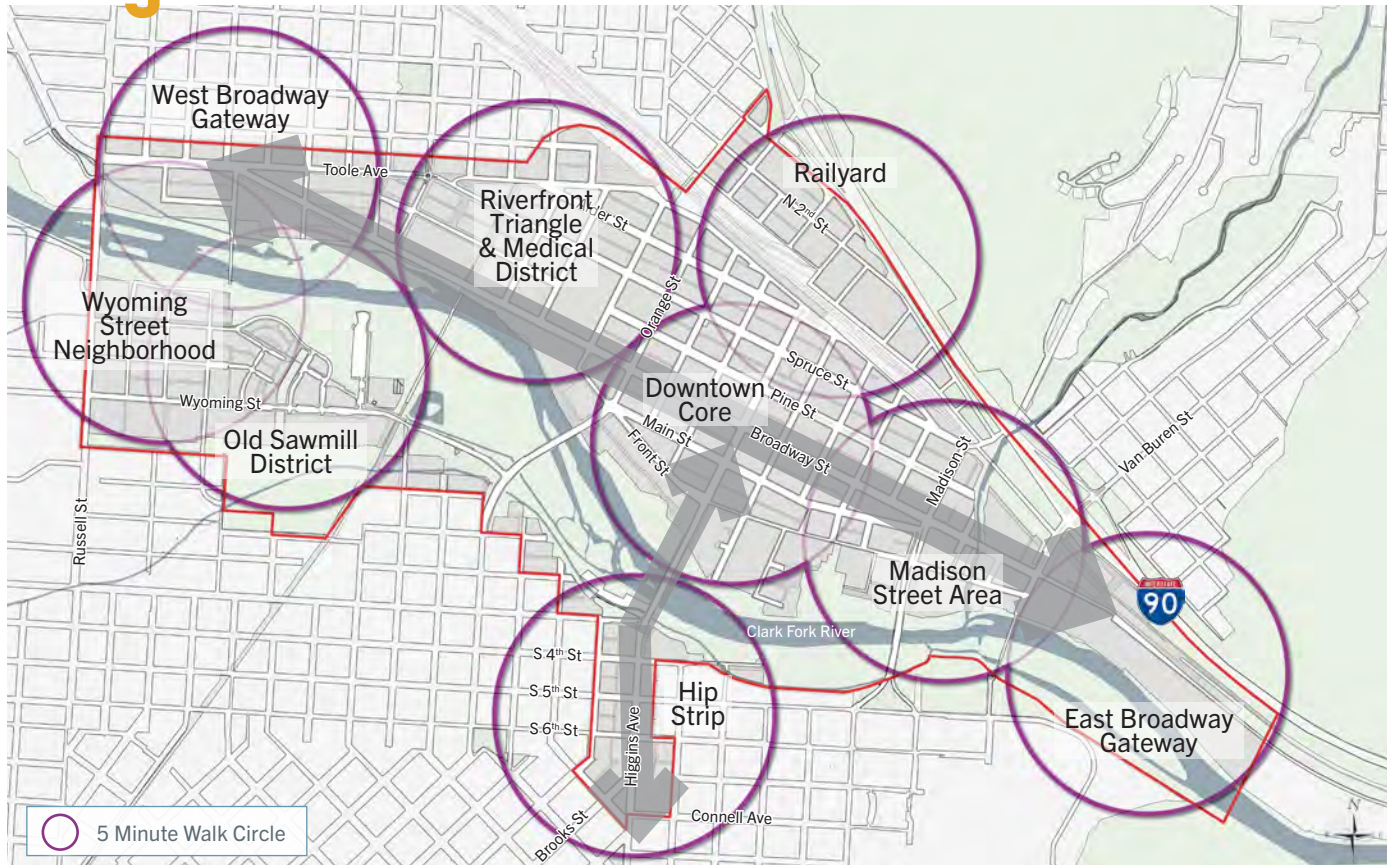 West Broadway
Gateway
Toole Ave
Riverfront
Triangle
& Medical
District
Railyard
N 2nd St
Orange St
Wyoming
Street
Neighborhood
Wyoming St
Old Sawmill
District
Russell St
Downtown
Core
Spruce St
Pine St
Broadway St
Main St
Front St
Madison St
Van Buren St
Madison
Street Area
INTERSTATE
90
Clark Fork River
S 4th St
S 5th St
S 6th St
Hip
Strip
Higgins Ave
East Broadway
Gateway
Connell Ave
Brooks St
5 Minute Walk Circle
N